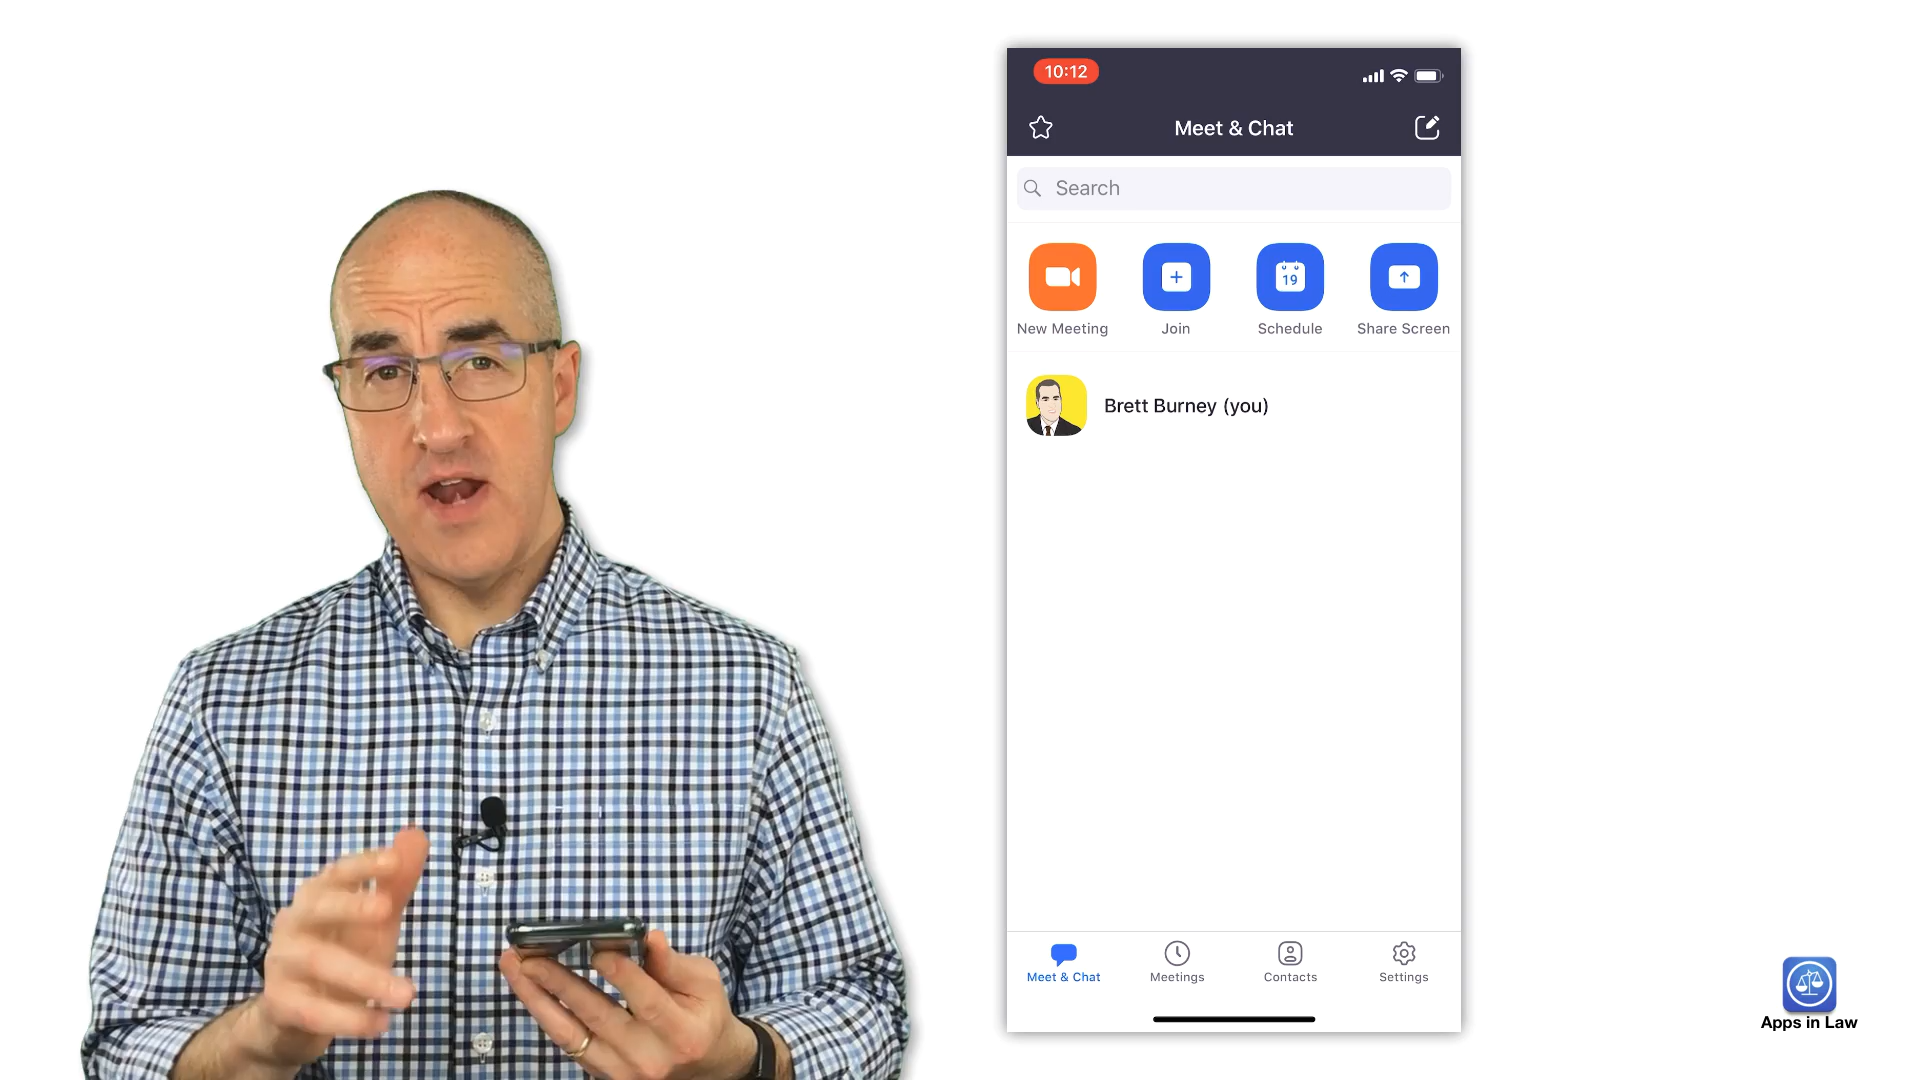 10:12
Meet & Chat
Search
19
New Meeting
Join
Schedule
Share Screen
Brett Burney (you)
Meet & Chat
Meetings
Contacts
Settings
Apps in Law